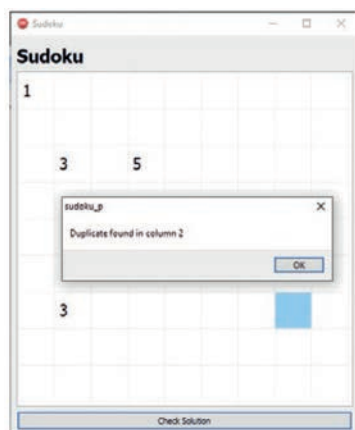 Sudoku
Sudoku
1
3 5
sudoku_p
Duplicate found in column 2
OK
3
Check Solution